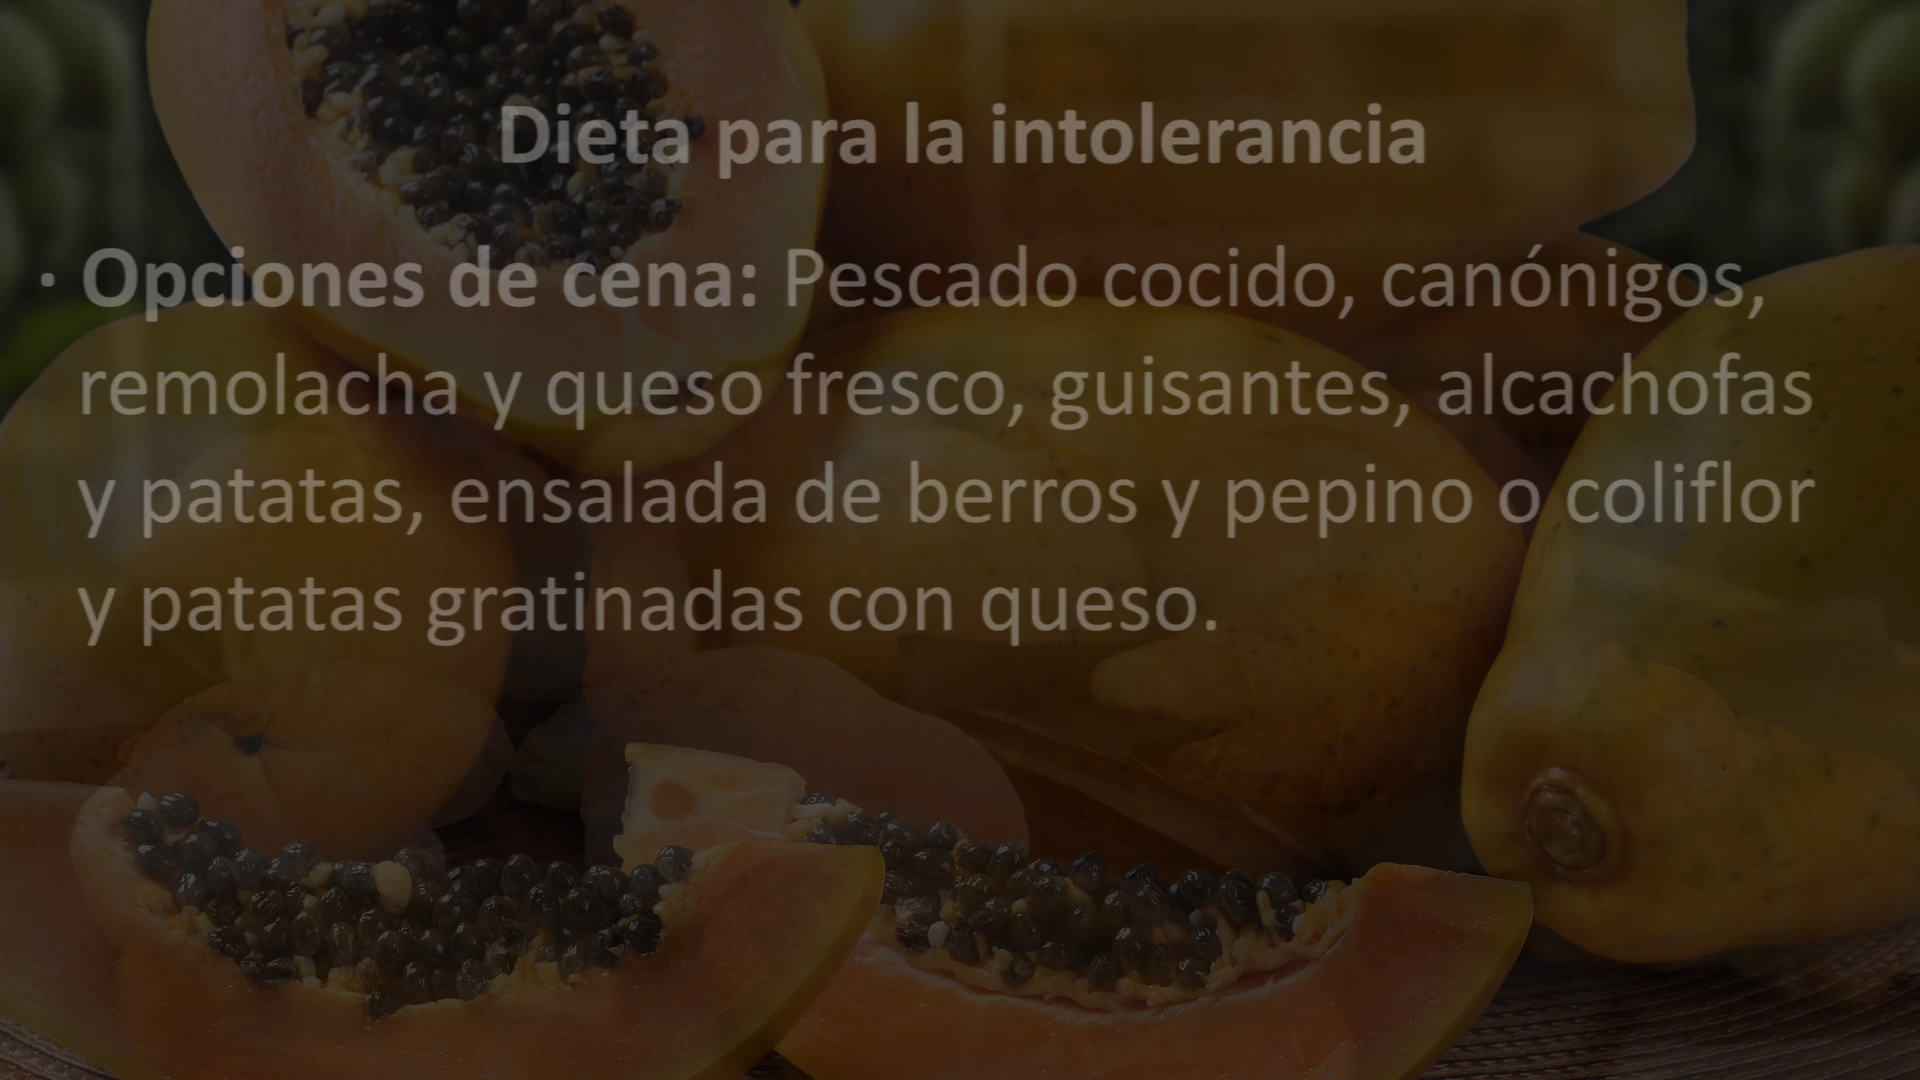 Dieta para la intolerancia
· Opciones de cena: Pescado cocido, canónigos,
remolacha y queso fresco, guisantes, alcachofas
y patatas, ensalada de berros y pepino o coliflor
y patatas gratinadas con queso.